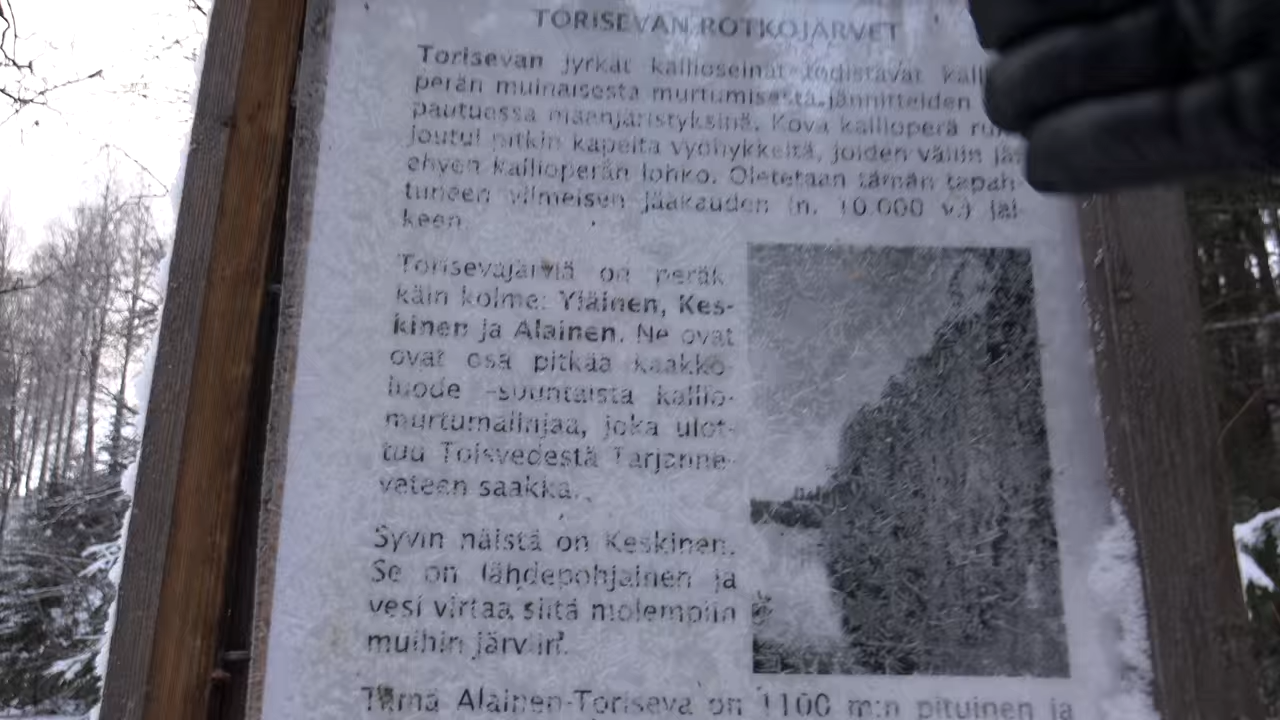 TORISEVAN ROTKOJÄRVET
Torisevan jyrkät kallioseinät todistavat kal
perän muinaisesta murtumisesta jännitteiden
pautuessa maanjäristyksinä. Kova kallioperä
joutui pitkin kapeita vyöhykkeitä, joiden väliin jä
ehyen kallioperän lohko. Oletetaan tämän tapah-
tuneen viimeisen jääkauden (n. 10.000 v.) jäl-
keen.
Torisevajärviä on peräk
käin kolme: Yläinen, Kes-
kinen ja Alainen. Ne ovat
ovat osa pitkää kaakko-
luode -suuntaista kallio-
murtumalinjaa, joka ulot-
tuu Toisvedestä Tarjanne-
veteen saakka.
Syvin näistä on Keskinen.
Se on lähdepohjainen ja
vesi virtaa siitä molempiin
muihin järviin.
Tämä Alainen-Toriseva on 1100 m:n pituinen ja